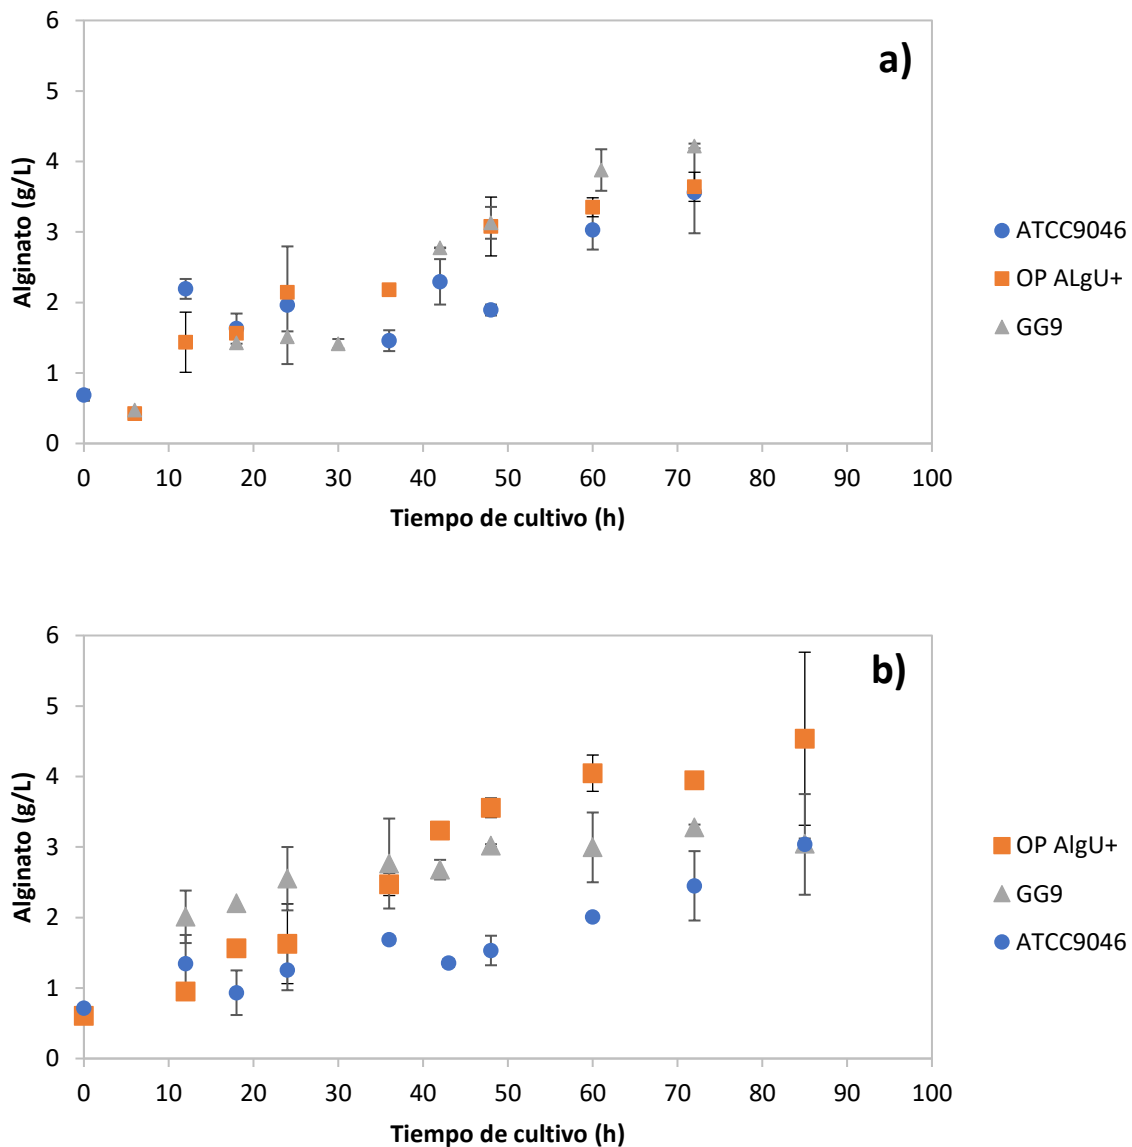 a)
6
5
4
3
2
1
0
Alginato (g/L)
0 10 20 30 40 50 60 70 80 90 100
Tiempo de cultivo (h)
ATCC9046
OP ALgU+
GG9
b)
6
5
4
3
2
1
0
Alginato (g/L)
0 10 20 30 40 50 60 70 80 90 100
Tiempo de cultivo (h)
OP AlgU+
GG9
ATCC9046